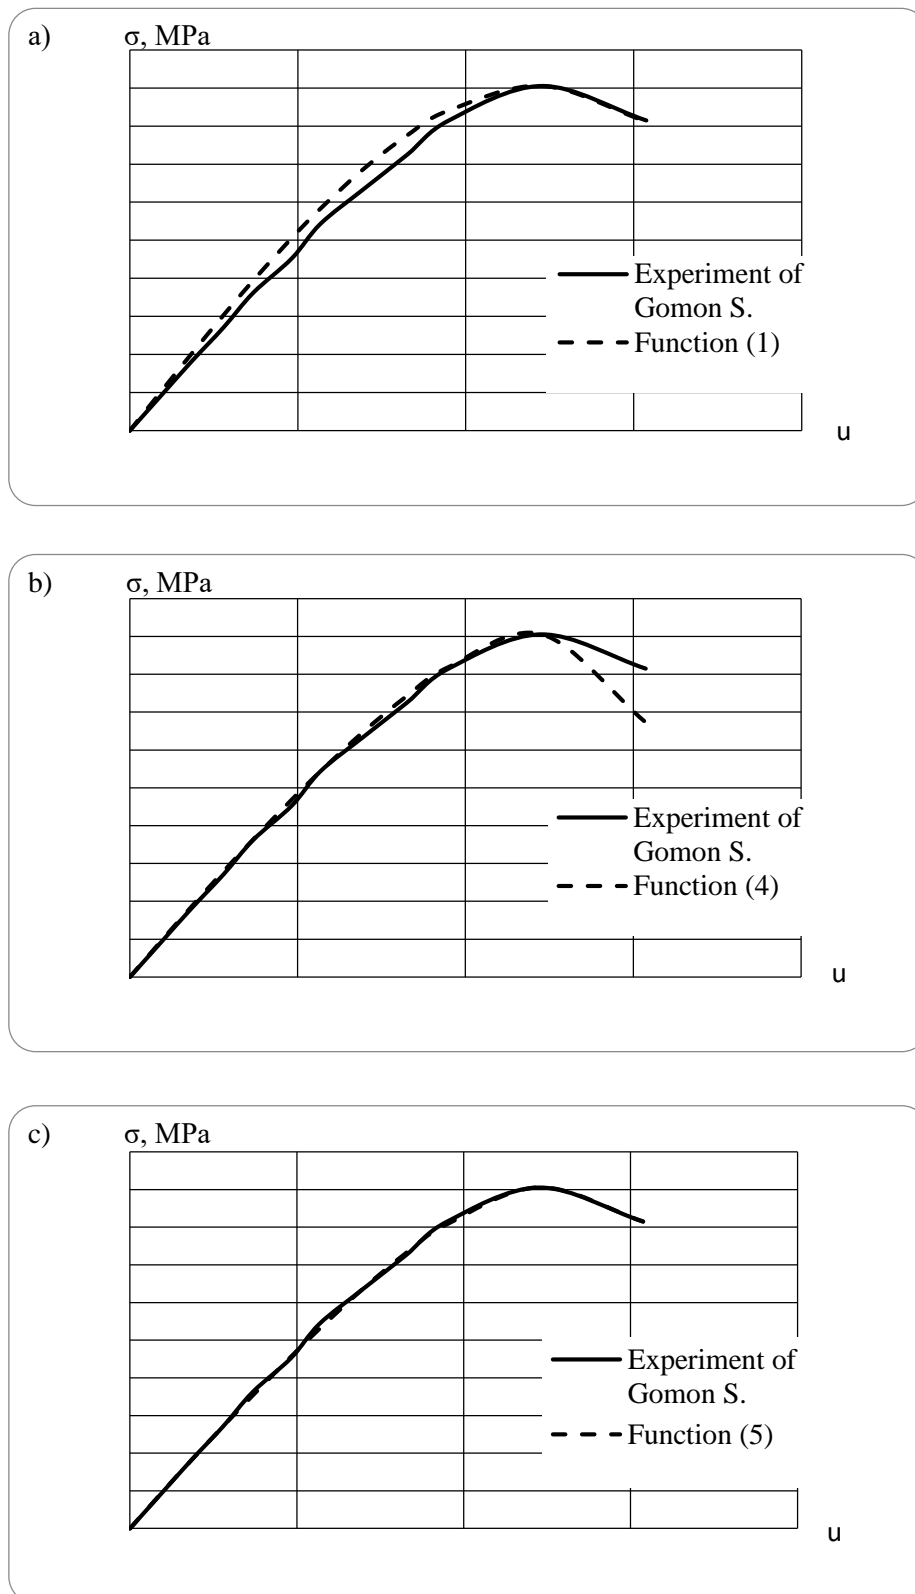 a)
σ, MPa
Experiment of
Gomon S.
Function (1)
u
b)
σ, MPa
Experiment of
Gomon S.
Function (4)
u
c)
σ, MPa
Experiment of
Gomon S.
Function (5)
u